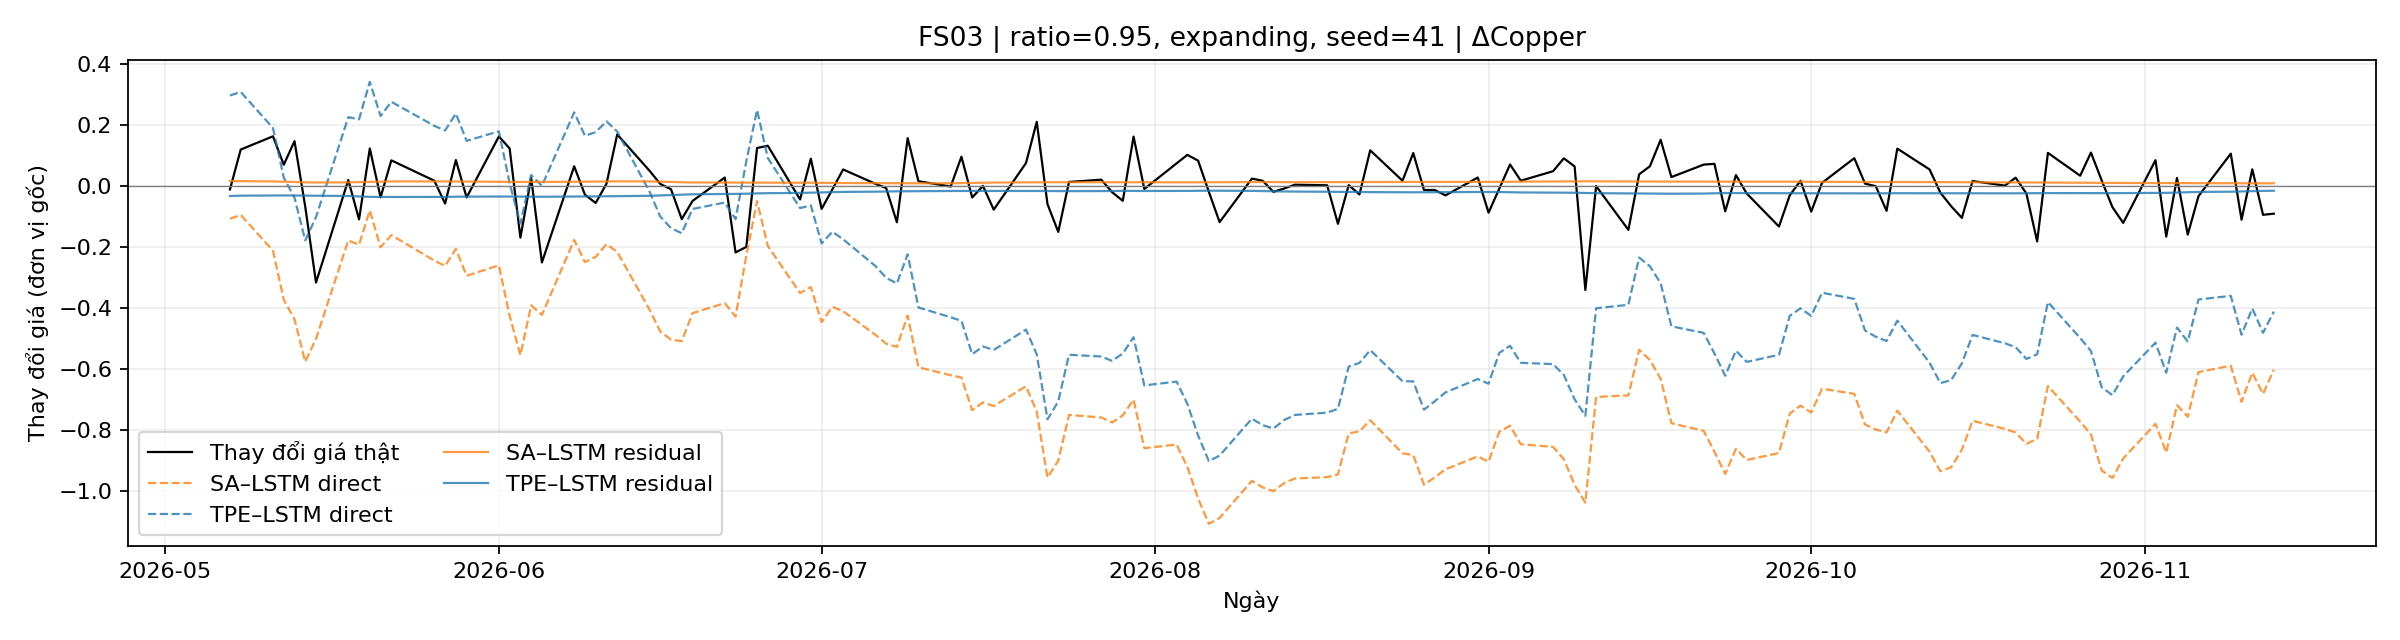 FS03 | ratio=0.95, expanding, seed=41 | ΔCopper
Thay đổi giá (đơn vị gốc)
0.4
0.2
0.0
−0.2
−0.4
−0.6
−0.8
−1.0
Thay đổi giá thật
SA–LSTM direct
TPE–LSTM direct
SA–LSTM residual
TPE–LSTM residual
2026-05
2026-06
2026-07
2026-08
2026-09
2026-10
2026-11
Ngày